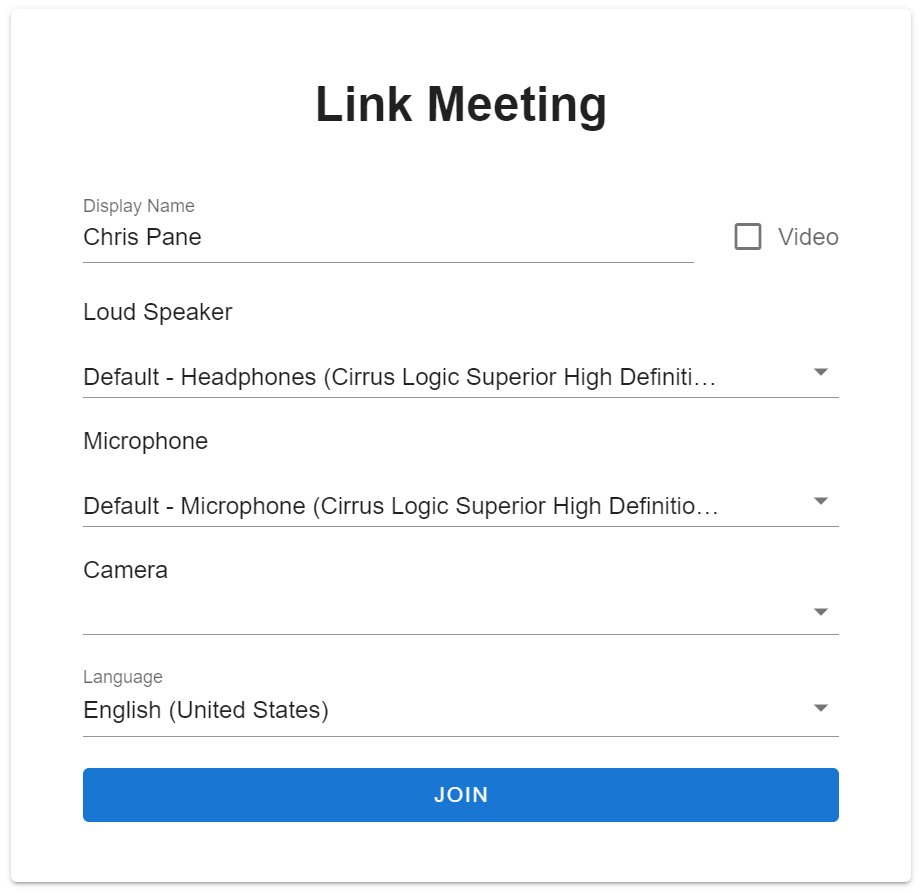 Link Meeting
Display Name
Chris Pane
Video
Loud Speaker
Default - Headphones (Cirrus Logic Superior High Definiti…
Microphone
Default - Microphone (Cirrus Logic Superior High Definitio…
Camera
Language
English (United States)
JOIN